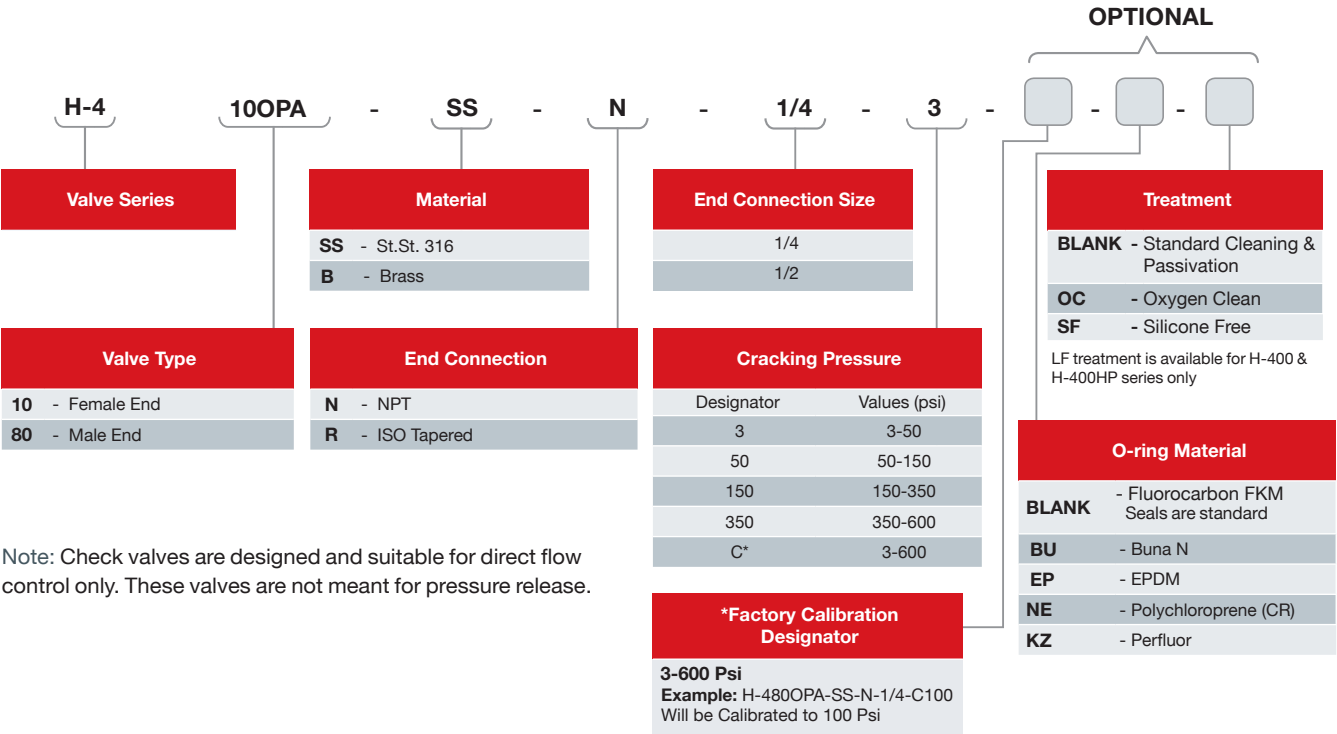 OPTIONAL
H-4 10OPA - SS - N - 1/4 - 3 - - -
Valve Series
Material
SS - St.St. 316
B - Brass
End Connection Size
1/4
1/2
Treatment
BLANK - Standard Cleaning &
Passivation
OC - Oxygen Clean
SF - Silicone Free
LF treatment is available for H-400 &
H-400HP series only
Valve Type
10 - Female End
80 - Male End
End Connection
N - NPT
R - ISO Tapered
Cracking Pressure
Designator Values (psi)
3 3-50
50 50-150
150 150-350
350 350-600
C* 3-600
O-ring Material
BLANK - Fluorocarbon FKM
Seals are standard
BU - Buna N
EP - EPDM
NE - Polychloroprene (CR)
KZ - Perfluor
Note: Check valves are designed and suitable for direct flow
control only. These valves are not meant for pressure release.
*Factory Calibration
Designator
3-600 Psi
Example: H-480OPA-SS-N-1/4-C100
Will be Calibrated to 100 Psi